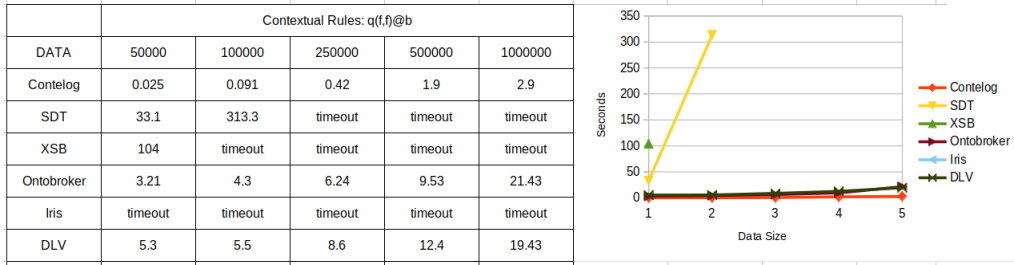 Contextual Rules: q(f,f)@b
DATA 50000 100000 250000 500000 1000000
Contelog 0.025 0.091 0.42 1.9 2.9
SDT 33.1 313.3 timeout timeout timeout
XSB 104 timeout timeout timeout timeout
Ontobroker 3.21 4.3 6.24 9.53 21.43
Iris timeout timeout timeout timeout timeout
DLV 5.3 5.5 8.6 12.4 19.43
350
300
250
200
150
100
50
0
Seconds
1 2 3 4 5
Data Size
Contelog
SDT
XSB
Ontobroker
Iris
DLV